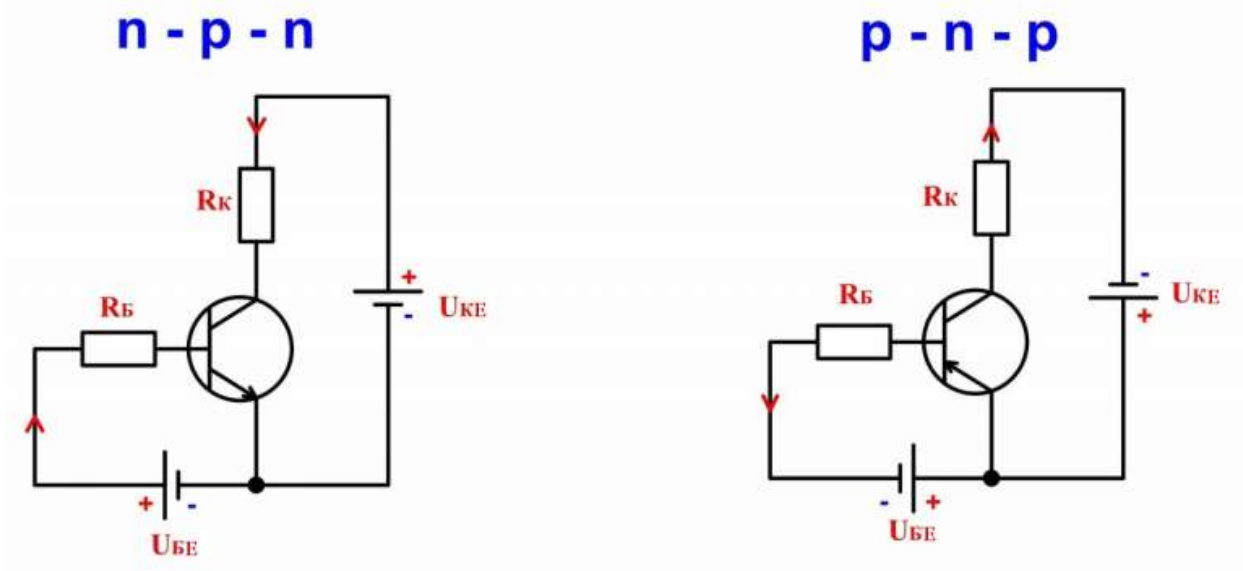 n - p - n
p - n - p
Rк
Rк
+
- 
Uке
-
+
Uке
RБ
RБ
+ -
UБЕ
- +
UБЕ